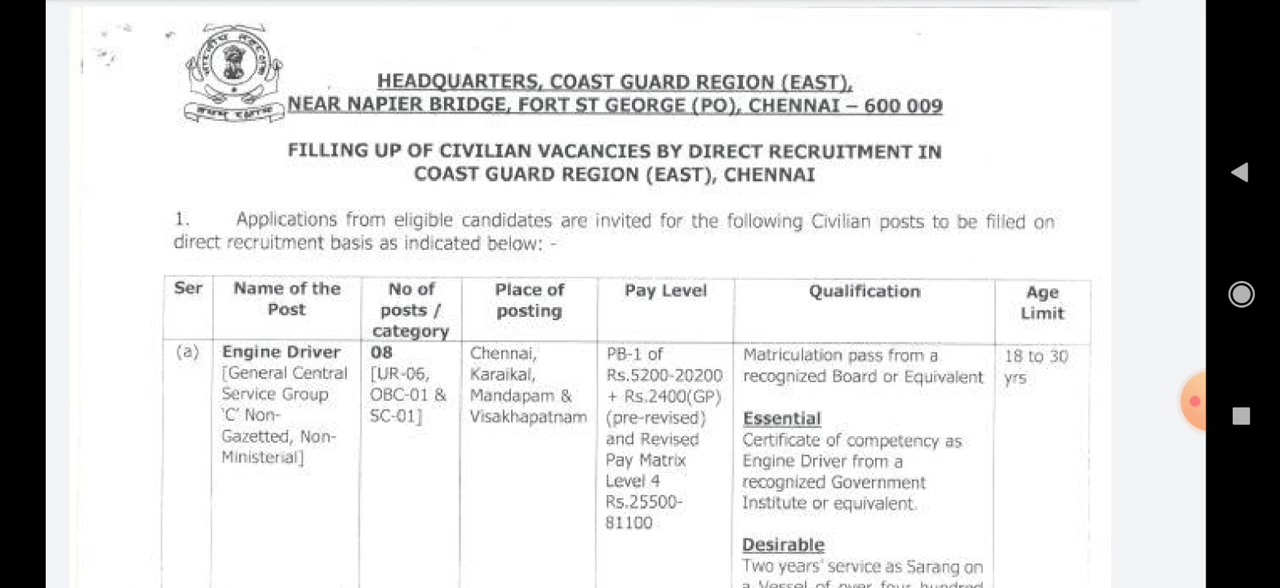 HEADQUARTERS, COAST GUARD REGION (EAST),
NEAR NAPIER BRIDGE, FORT ST GEORGE (PO), CHENNAI – 600 009
FILLING UP OF CIVILIAN VACANCIES BY DIRECT RECRUITMENT IN
COAST GUARD REGION (EAST), CHENNAI
1. Applications from eligible candidates are invited for the following Civilian posts to be filled on
direct recruitment basis as indicated below: -
Ser
Name of the
Post
No of
posts /
category
Place of
posting
Pay Level
Qualification
Age
Limit
(a)
Engine Driver
[General Central
Service Group
'C' Non-
Gazetted, Non-
Ministerial]
08
[UR-06,
OBC-01 &
SC-01]
Chennai,
Karaikal,
Mandapam &
Visakhapatnam
PB-1 of
Rs.5200-20200
+ Rs.2400(GP)
(pre-revised)
and Revised
Pay Matrix
Level 4
Rs.25500-
81100
Matriculation pass from a
recognized Board or Equivalent
Essential
Certificate of competency as
Engine Driver from a
recognized Government
Institute or equivalent.
Desirable
Two years' service as Sarang on
a Vessel of over four hundred
18 to 30
yrs